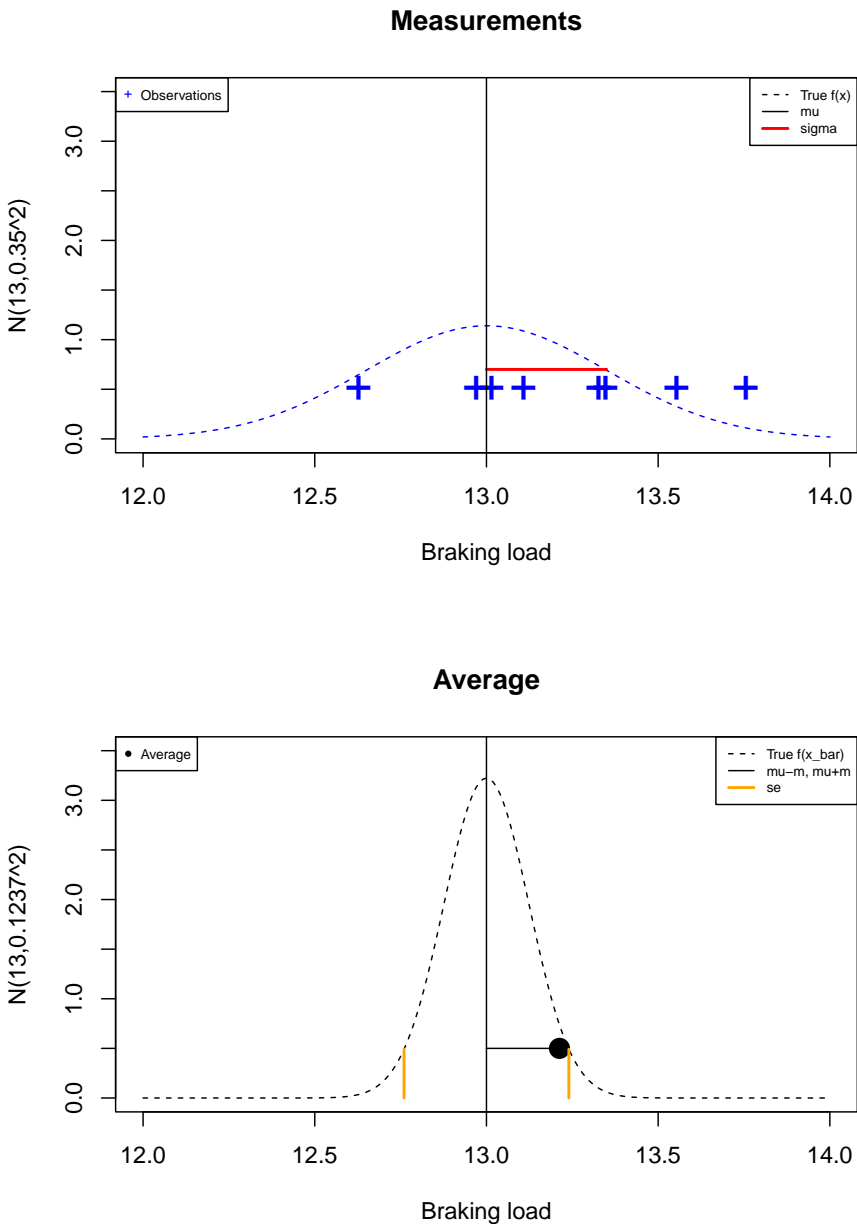 Measurements
+ Observations
True f(x)
mu
sigma
N(13,0.35^2)
3.0
2.0
1.0
0.0
12.0 12.5 13.0 13.5 14.0
Braking load
Average
Average
True f(x_bar)
mu−m, mu+m
se
N(13,0.1237^2)
3.0
2.0
1.0
0.0
12.0 12.5 13.0 13.5 14.0
Braking load